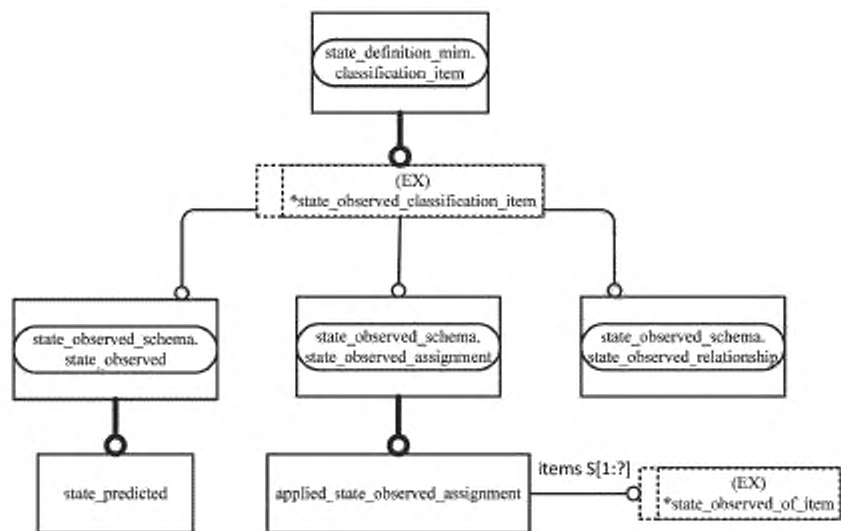 state_definition_mim.
classification_item
(EX)
*state_observed_classification_item
state_observed_schema.
state_observed
state_observed_schema.
state_observed_assignment
state_observed_schema.
state_observed_relationship
state_predicted
applied_state_observed_assignment
items S[1:?]
(EX)
*state_observed_of_item